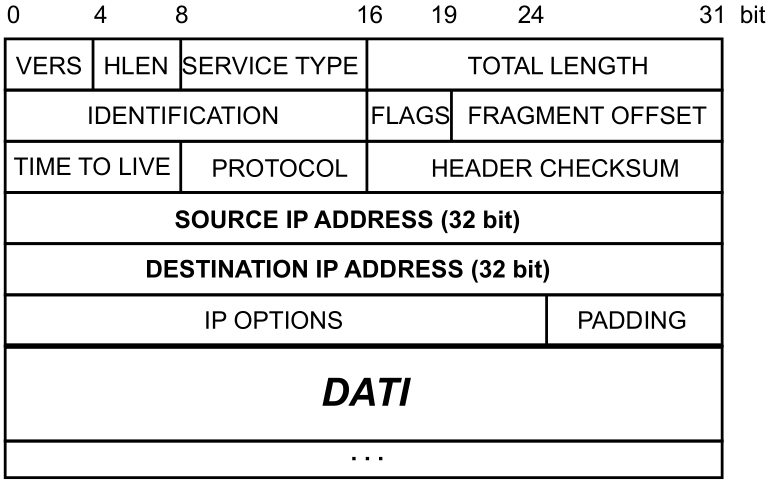 0 4 8 16 19 24 31 bit
VERS HLEN SERVICE TYPE TOTAL LENGTH
IDENTIFICATION FLAGS FRAGMENT OFFSET
TIME TO LIVE PROTOCOL HEADER CHECKSUM
SOURCE IP ADDRESS (32 bit)
DESTINATION IP ADDRESS (32 bit)
IP OPTIONS PADDING
DATI
...